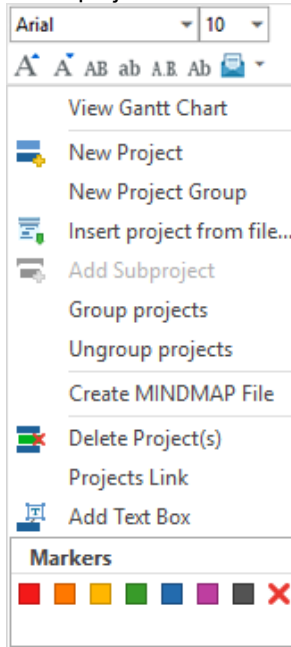 Arial 10
A A AB ab A.B. Ab
View Gantt Chart
New Project
New Project Group
Insert project from file...
Add Subproject
Group projects
Ungroup projects
Create MINDMAP File
Delete Project(s)
Projects Link
Add Text Box
Markers